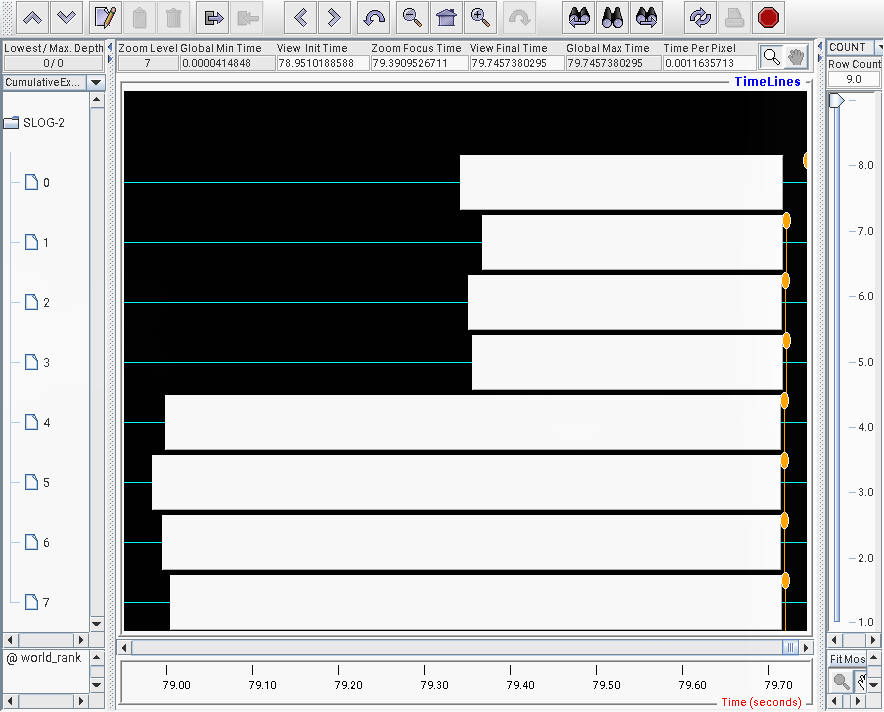 Lowest / Max. Depth
0 / 0
Zoom Level
7
Global Min Time
0.0000414848
View Init Time
78.9510188588
Zoom Focus Time
79.3909526711
View Final Time
79.7457380295
Global Max Time
79.7457380295
Time Per Pixel
0.0011635713
COUNT
Row Count
9.0
CumulativeEx...
TimeLines
SLOG-2
0
1
2
3
4
5
6
7
8.0
7.0
6.0
5.0
4.0
3.0
2.0
1.0
@ world_rank
Fit Mos
79.00 79.10 79.20 79.30 79.40 79.50 79.60 79.70
Time (seconds)